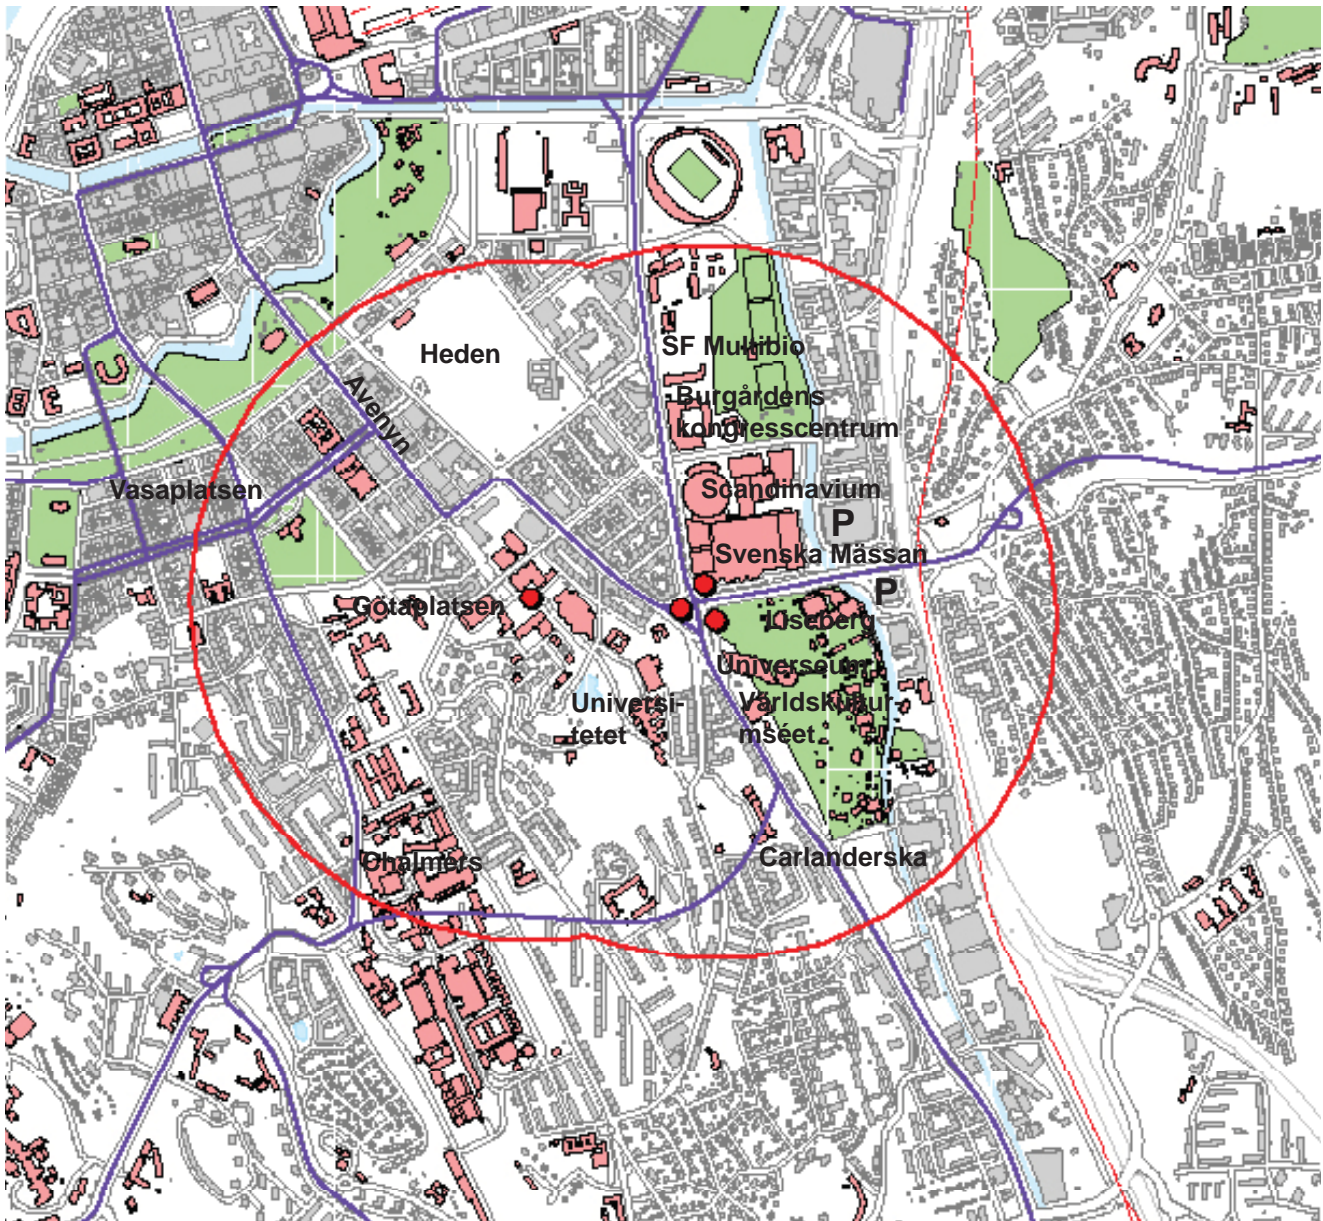 Heden
SF Multibio
Avenyn
Burgårdens
kongresscentrum
Vasaplatsen
Scandinavium
P
Svenska Mässan
P
Götaplatsen
Liseberg
Universeum
Universi-
tetet
Världskultur-
mséet
Chalmers
Carlanderska